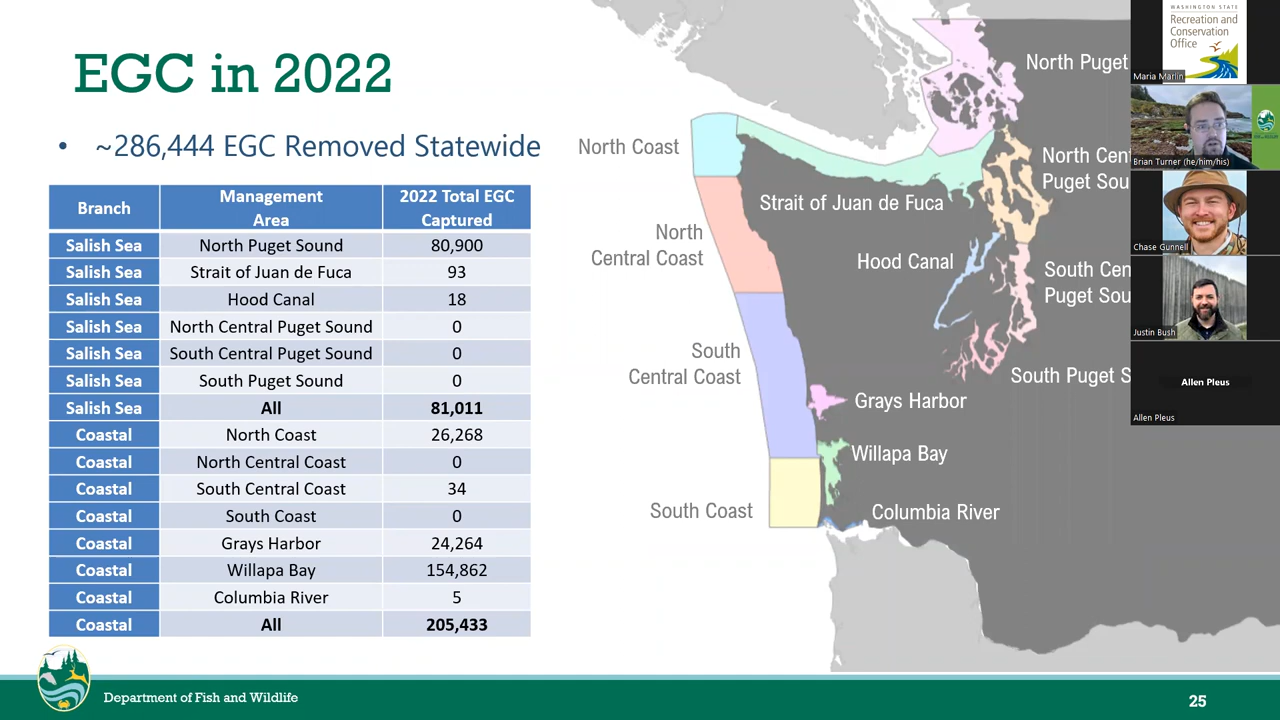 EGC in 2022
• ~286,444 EGC Removed Statewide
Branch Management Area 2022 Total EGC Captured
Salish Sea North Puget Sound 80,900
Salish Sea Strait of Juan de Fuca 93
Salish Sea Hood Canal 18
Salish Sea North Central Puget Sound 0
Salish Sea South Central Puget Sound 0
Salish Sea South Puget Sound 0
Salish Sea All 81,011
Coastal North Coast 26,268
Coastal North Central Coast 0
Coastal South Central Coast 34
Coastal South Coast 0
Coastal Grays Harbor 24,264
Coastal Willapa Bay 154,862
Coastal Columbia River 5
Coastal All 205,433
North Coast
North
Central Coast
South
Central Coast
South Coast
Strait of Juan de Fuca
Hood Canal
Grays Harbor
Willapa Bay
Columbia River
North Puget
North Cen
Puget Sou
South Cen
Puget Sou
South Puget S
WASHINGTON STATE
Recreation and
Conservation
Office
Maria Marlin
Brian Turner (he/him/his)
Chase Gunnell
Justin Bush
Allen Pleus
Allen Pleus
Department of Fish and Wildlife
25